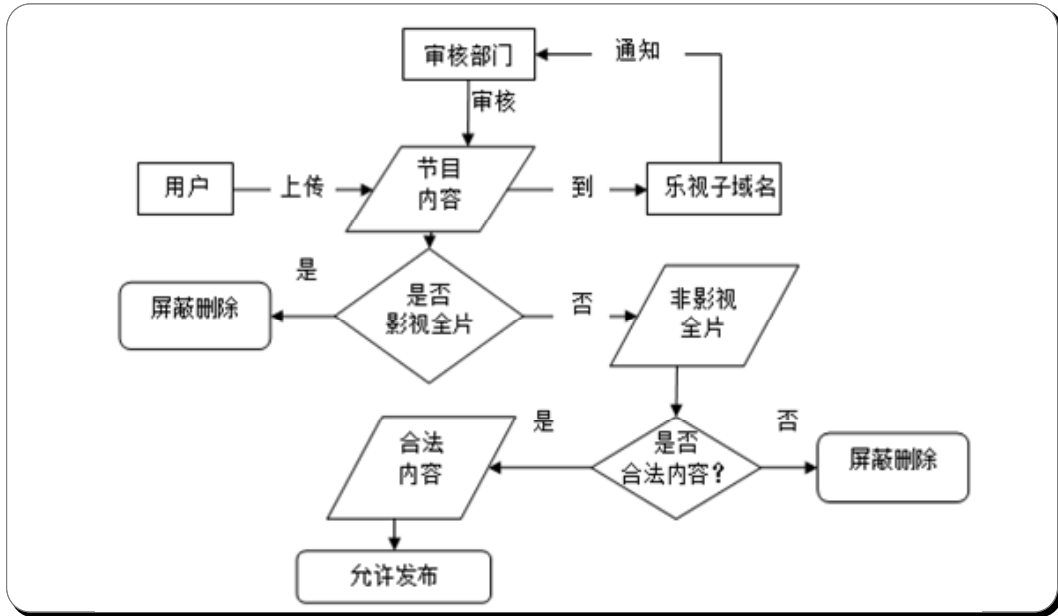 审核部门
通知
审核
用户
上传
节目
内容
到
乐视子域名
是
屏蔽删除
是否
影视全片
否
非影视
全片
是
合法
内容
是否
合法内容？
否
屏蔽删除
允许发布